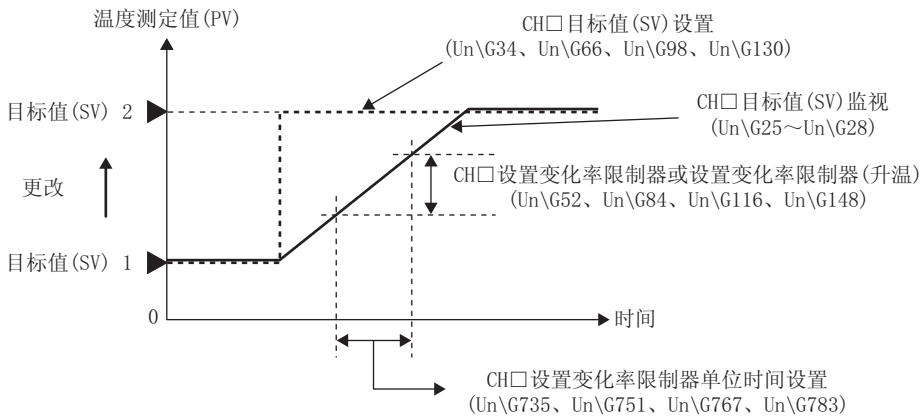 温度测定值(PV)
CH□目标值(SV)设置
(Un\G34、Un\G66、Un\G98、Un\G130)
目标值(SV) 2
CH□目标值(SV)监视
(Un\G25～Un\G28)
更改
CH□设置变化率限制器或设置变化率限制器(升温)
(Un\G52、Un\G84、Un\G116、Un\G148)
目标值(SV) 1
0
时间
CH□设置变化率限制器单位时间设置
(Un\G735、Un\G751、Un\G767、Un\G783)